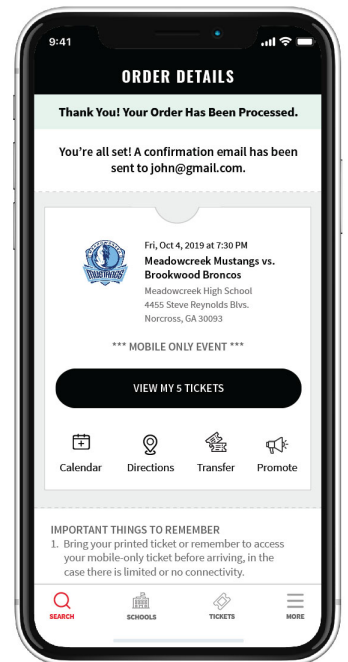 9:41
ORDER DETAILS
Thank You! Your Order Has Been Processed.
You're all set! A confirmation email has been
sent to john@gmail.com.
Fri, Oct 4, 2019 at 7:30 PM
Meadowcreek Mustangs vs.
Brookwood Broncos
Meadowcreek High School
4455 Steve Reynolds Blvs.
Norcross, GA 30093
MUSTANGS
*** MOBILE ONLY EVENT ***
VIEW MY 5 TICKETS
Calendar Directions Transfer Promote
IMPORTANT THINGS TO REMEMBER
1. Bring your printed ticket or remember to access
your mobile-only ticket before arriving, in the
case there is limited or no connectivity.
SEARCH SCHOOLS TICKETS MORE